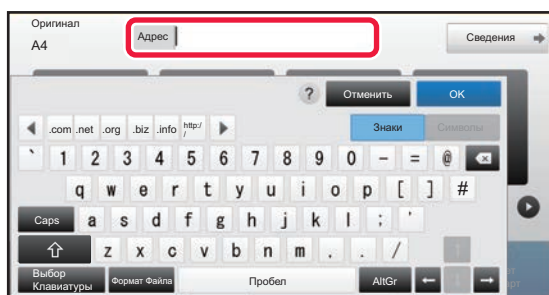 Оригинал
A4
Адрес
Сведения
? Отменить OK
.com .net .org .biz .info http://
Знаки Символы
` 1 2 3 4 5 6 7 8 9 0 - = @
q w e r t y u i o p [ ] #
Caps a s d f g h j k l ; '
z x c v b n m . . /
Выбор Клавиатуры
Формат Файла Пробел AltGr